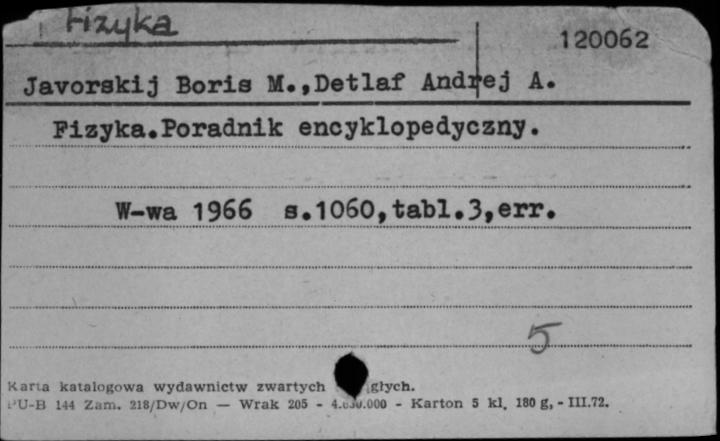 Fizyka
120062
Javorskij Boris M.,Detlaf Andrej A.
Fizyka.Poradnik encyklopedyczny.
W-wa 1966 s.1060,tabl.3,err.
5
Karta katalogowa wydawnictw zwartych
PU-B 144 Zam. 218/Dw/On — Wrak 205 - - Karton 5 kl. 180 g, - III.72.